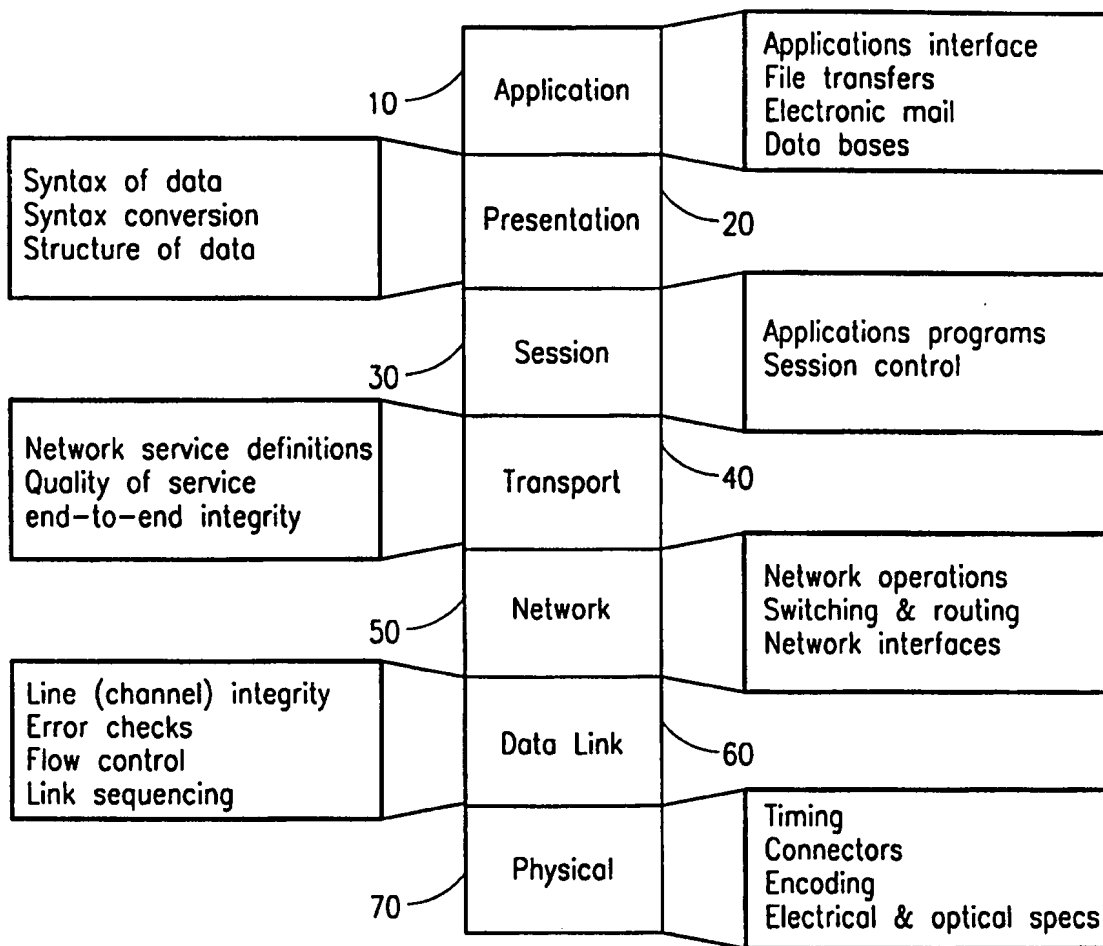 10
Application
Applications interface
File transfers
Electronic mail
Data bases
Syntax of data
Syntax conversion
Structure of data
Presentation
20
30
Session
Applications programs
Session control
Network service definitions
Quality of service
end-to-end integrity
Transport
40
50
Network
Network operations
Switching & routing
Network interfaces
Line (channel) integrity
Error checks
Flow control
Link sequencing
Data Link
60
70
Physical
Timing
Connectors
Encoding
Electrical & optical specs